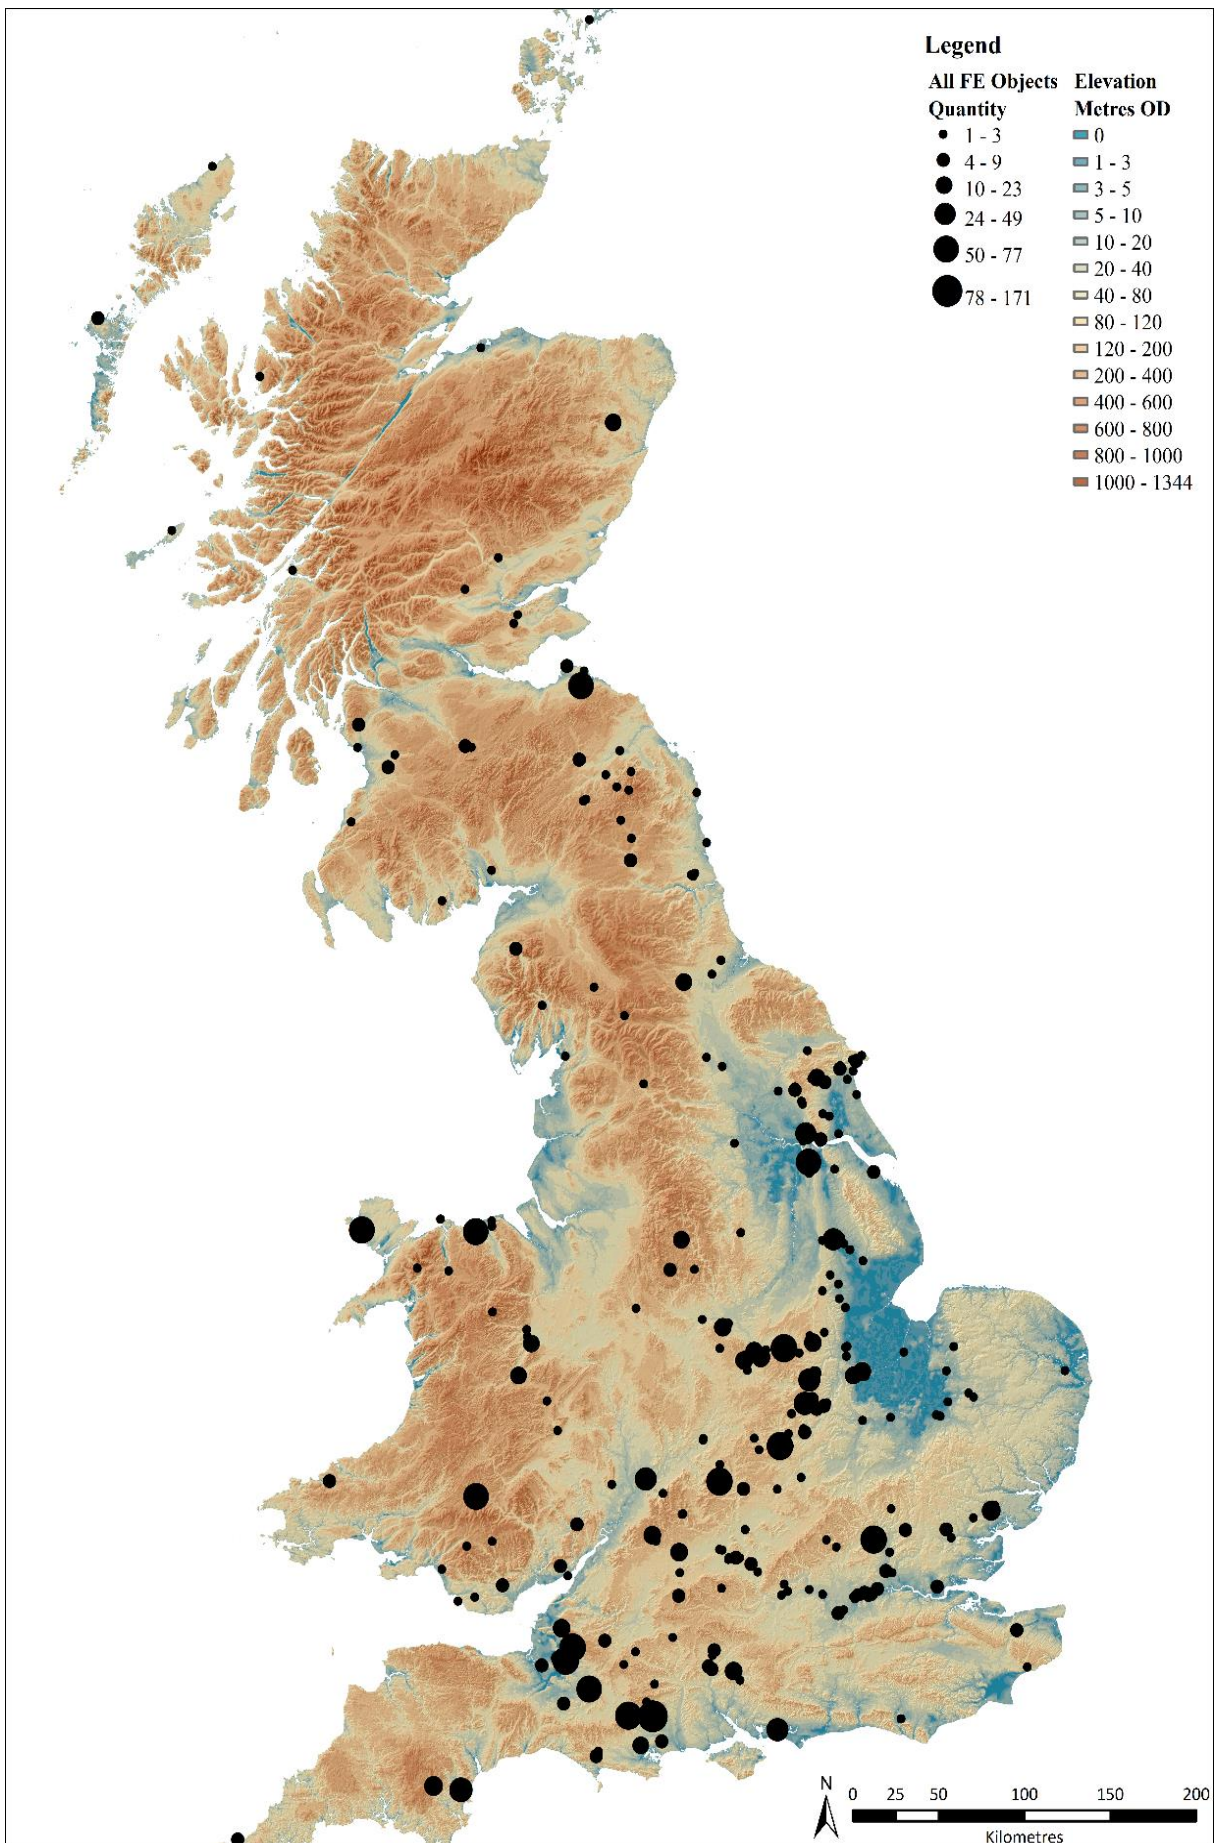 Legend
All FE Objects
Quantity
1 - 3
4 - 9
10 - 23
24 - 49
50 - 77
78 - 171
Elevation
Metres OD
0
1 - 3
3 - 5
5 - 10
10 - 20
20 - 40
40 - 80
80 - 120
120 - 200
200 - 400
400 - 600
600 - 800
800 - 1000
1000 - 1344
N
0 25 50 100 150 200
Kilometres